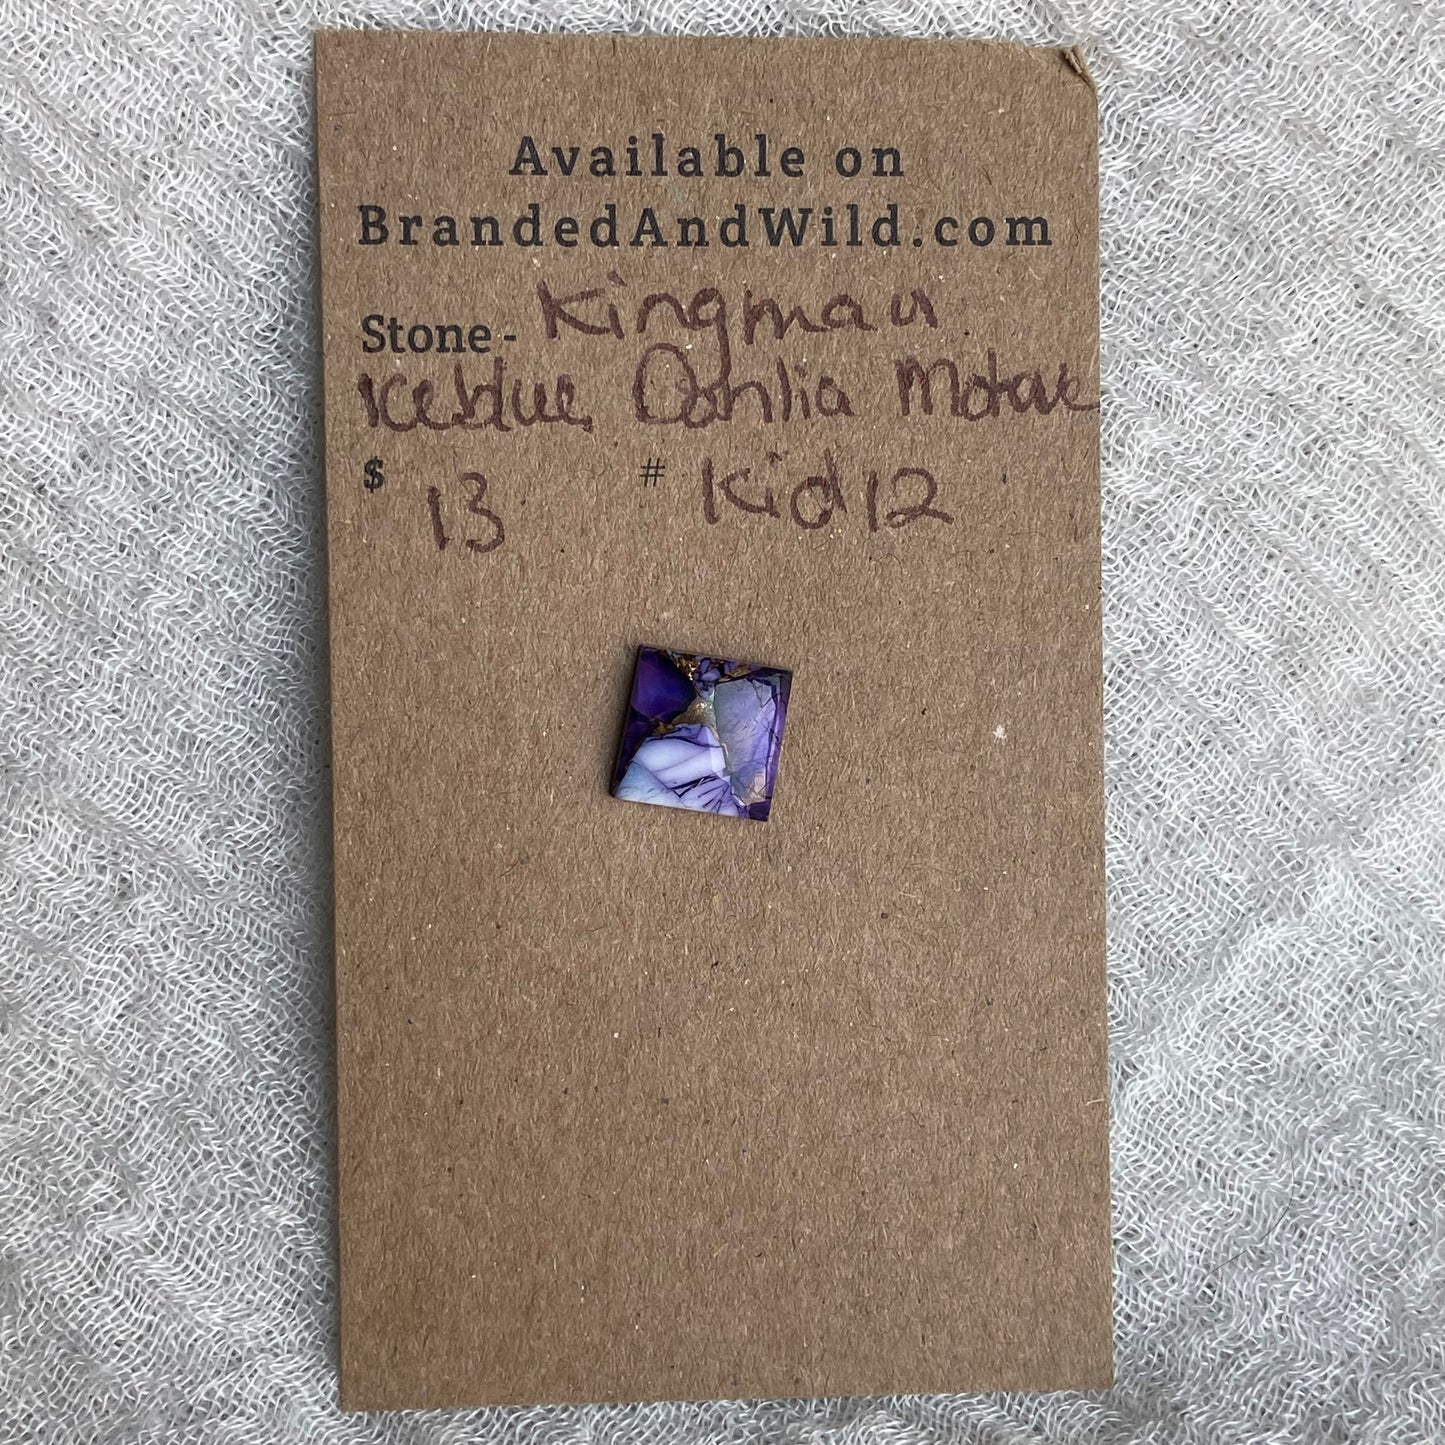 Available on
BrandedAndWild.com
Stone - Kingman
Iceblue Dahlia Mohave
$ 13 # Kid12